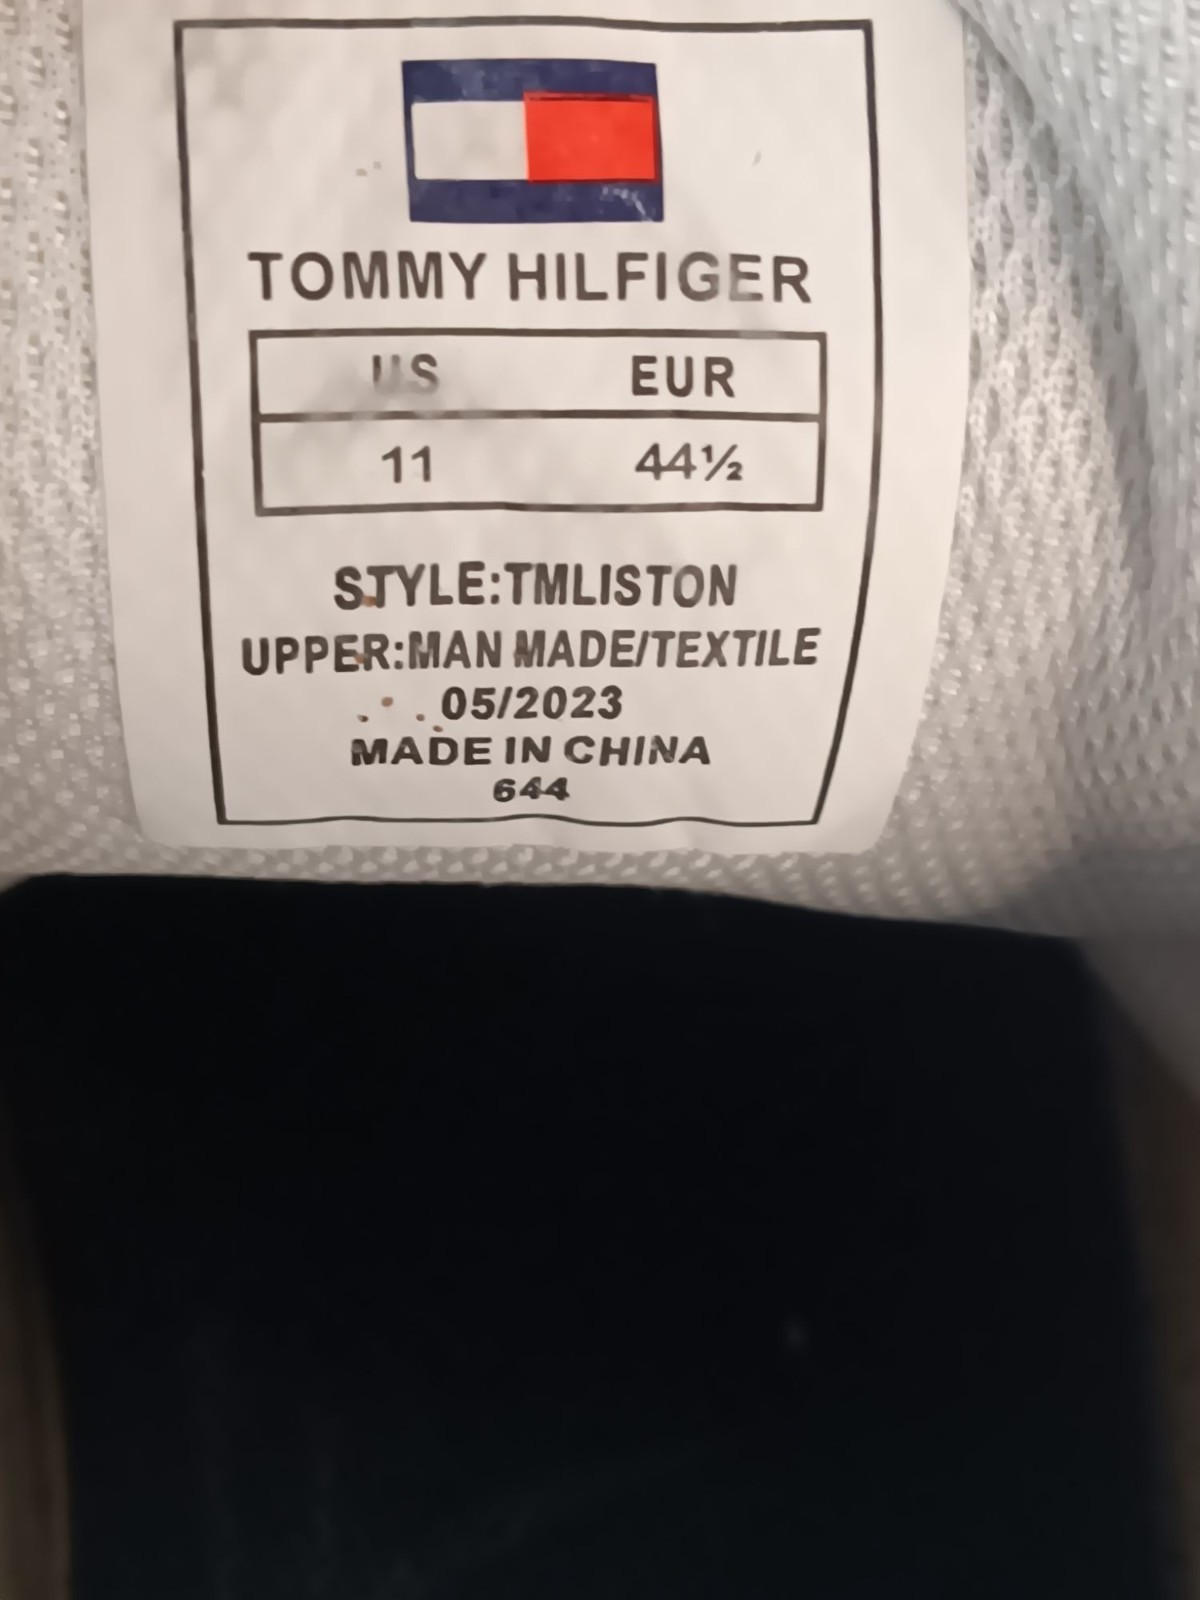 TOMMY HILFIGER
US EUR
11 44½
STYLE:TMLISTON
UPPER:MAN MADE/TEXTILE
05/2023
MADE IN CHINA
644